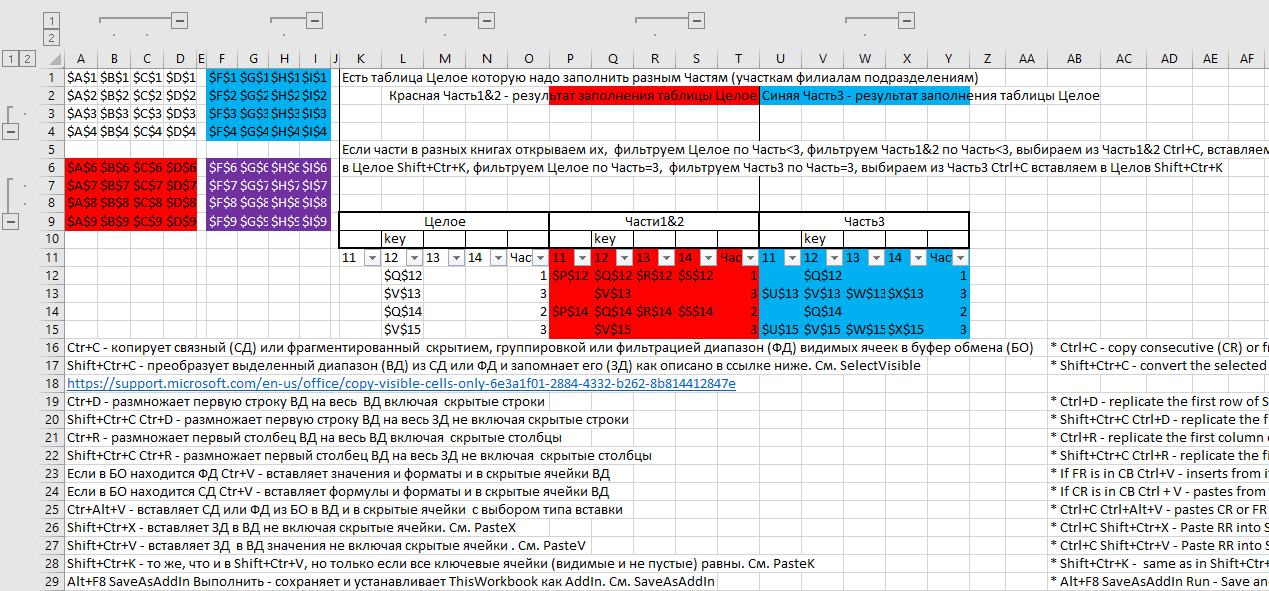 1
2
1 2 A B C D E F G H I J K L M N O P Q R S T U V W X Y Z AA AB AC AD AE AF
1 $A$1 $B$1 $C$1 $D$1 $F$1 $G$1 $H$1 $I$1 Есть таблица Целое которую надо заполнить разным Частям (участкам филиалам подразделениям)
2 $A$2 $B$2 $C$2 $D$2 $F$2 $G$2 $H$2 $I$2 Красная Часть1&2 - результат заполнения таблицы Целое Синяя Часть3 - результат заполнения таблицы Целое
3 $A$3 $B$3 $C$3 $D$3 $F$3 $G$3 $H$3 $I$3
4 $A$4 $B$4 $C$4 $D$4 $F$4 $G$4 $H$4 $I$4
5 Если части в разных книгах открываем их, фильтруем Целое по Часть<3, фильтруем Часть1&2 по Часть<3, выбираем из Часть1&2 Ctrl+C, вставляем
6 $A$6 $B$6 $C$6 $D$6 $F$6 $G$6 $H$6 $I$6 в Целое Shift+Ctr+K, фильтруем Целое по Часть=3, фильтруем Часть3 по Часть=3, выбираем из Часть3 Ctrl+C вставляем в Целов Shift+Ctr+K
7 $A$7 $B$7 $C$7 $D$7 $F$7 $G$7 $H$7 $I$7
8 $A$8 $B$8 $C$8 $D$8 $F$8 $G$8 $H$8 $I$8
9 $A$9 $B$9 $C$9 $D$9 $F$9 $G$9 $H$9 $I$9 Целое Части1&2 Часть3
10 key key key
11 11 12 13 14 Част 11 12 13 14 Час 11 12 13 14 Час
12 $Q$12 1 $P$12 $Q$12 $R$12 $S$12 1 $Q$12 1
13 $V$13 3 $V$13 3 $U$13 $V$13 $W$13 $X$13 3
14 $Q$14 2 $P$14 $Q$14 $R$14 $S$14 2 $Q$14 2
15 $V$15 3 $V$15 3 $U$15 $V$15 $W$15 $X$15 3
16 Ctr+C - копирует связный (СД) или фрагментированный скрытием, группировкой или фильтрацией диапазон (ФД) видимых ячеек в буфер обмена (БО) * Ctrl+C - copy consecutive (CR) or fr
17 Shift+Ctr+C - преобразует выделенный диапазон (ВД) из СД или ФД и запомнает его (ЗД) как описано в ссылке ниже. См. SelectVisible * Shift+Ctr+C - convert the selected
18 https://support.microsoft.com/en-us/office/copy-visible-cells-only-6e3a1f01-2884-4332-b262-8b814412847e
19 Ctr+D - размножает первую строку ВД на весь ВД включая скрытые строки * Ctrl+D - replicate the first row of S
20 Shift+Ctr+C Ctr+D - размножает первую строку ВД на весь ЗД не включая скрытые строки * Shift+Ctr+C Ctrl+D - replicate the f
21 Ctr+R - размножает первый столбец ВД на весь ВД включая скрытые столбцы * Ctrl+R - replicate the first column
22 Shift+Ctr+C Ctr+R - размножает первый столбец ВД на весь ЗД не включая скрытые столбцы * Shift+Ctr+C Ctrl+R - replicate the fi
23 Если в БО находится ФД Ctr+V - вставляет значения и форматы и в скрытые ячейки ВД * If FR is in CB Ctrl+V - inserts from i
24 Если в БО находится СД Ctr+V - вставляет формулы и форматы и в скрытые ячейки ВД * If CR is in CB Ctrl + V - pastes from
25 Ctr+Alt+V - вставляет СД или ФД из БО в ВД и в скрытые ячейки с выбором типа вставки * Ctrl+C Ctrl+Alt+V - pastes CR or FR
26 Shift+Ctr+X - вставляет ЗД в ВД не включая скрытые ячейки. См. PasteX * Ctrl+C Shift+Ctr+X - Paste RR into S
27 Shift+Ctr+V - вставляет ЗД в ВД значения не включая скрытые ячейки . См. PasteV * Ctrl+C Shift+Ctr+V - Paste RR into S
28 Shift+Ctr+K - то же, что и в Shift+Ctr+V, но только если все ключевые ячейки (видимые и не пустые) равны. См. PasteK * Shift+Ctr+K - same as in Shift+Ctr+
29 Alt+F8 SaveAsAddIn Выполнить - сохраняет и устанавливает ThisWorkbook как AddIn. См. SaveAsAddIn * Alt+F8 SaveAsAddIn Run - Save an